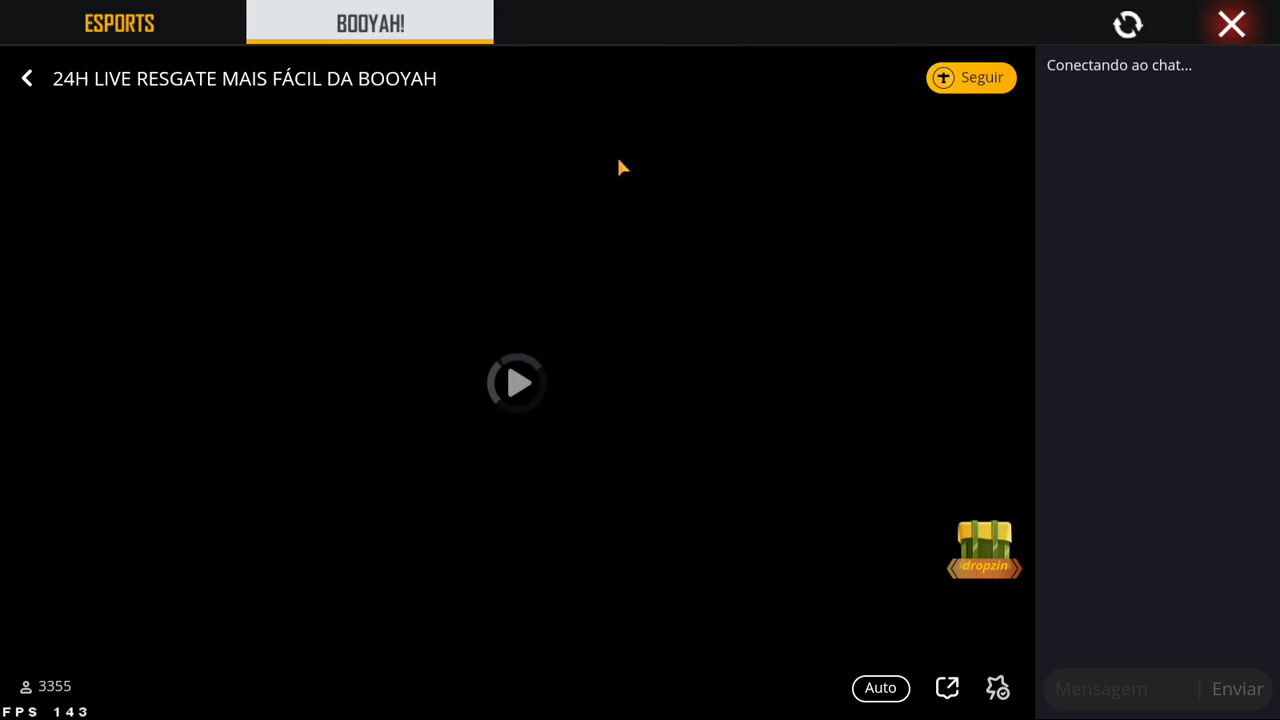 ESPORTS
BOOYAH!
24H LIVE RESGATE MAIS FÁCIL DA BOOYAH
Seguir
Conectando ao chat...
dropzin
3355
Auto
Mensagem
Enviar
FPS 143